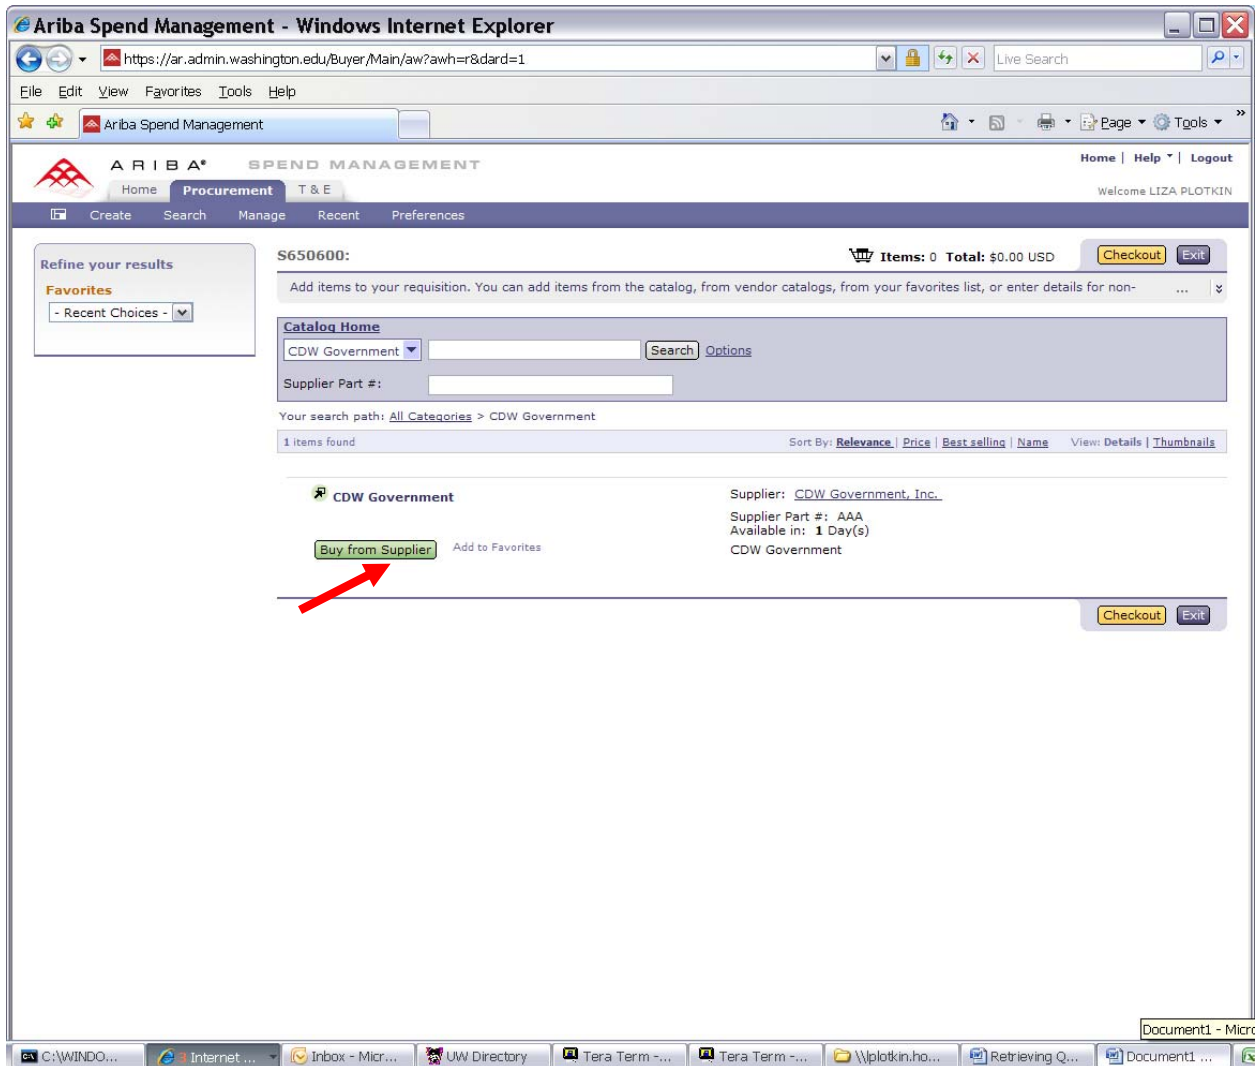 Ariba Spend Management - Windows Internet Explorer
https://ar.admin.washington.edu/Buyer/Main/aw?awh=r&dard=1
Live Search
File Edit View Favorites Tools Help
Ariba Spend Management
Page Tools »
ARIBA® SPEND MANAGEMENT
Home | Help | Logout
Home Procurement T & E
Welcome LIZA PLOTKIN
Create Search Manage Recent Preferences
Refine your results
Favorites
- Recent Choices -
S650600:
Items: 0 Total: $0.00 USD
Checkout Exit
Add items to your requisition. You can add items from the catalog, from vendor catalogs, from your favorites list, or enter details for non- ...
Catalog Home
CDW Government
Search Options
Supplier Part #:
Your search path: All Categories > CDW Government
1 items found
Sort By: Relevance | Price | Best selling | Name View: Details | Thumbnails
CDW Government
Supplier: CDW Government, Inc.
Supplier Part #: AAA
Available in: 1 Day(s)
Buy from Supplier Add to Favorites
CDW Government
Checkout Exit
Document1 - Micro
C:\WINDO... 3 Internet ... Inbox - Micr... UW Directory Tera Term -... Tera Term -... \\lplotkin.ho... Retrieving Q... Document1 ...